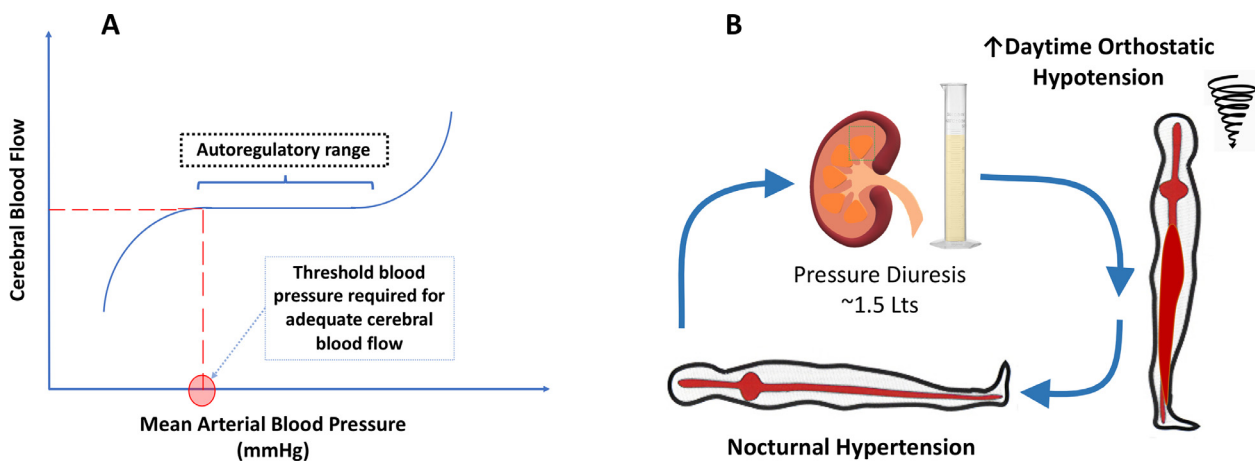 A
Cerebral Blood Flow
Autoregulatory range
Threshold blood
pressure required for
adequate cerebral
blood flow
Mean Arterial Blood Pressure
(mmHg)
B
↑Daytime Orthostatic
Hypotension
Pressure Diuresis
~1.5 Lts
Nocturnal Hypertension